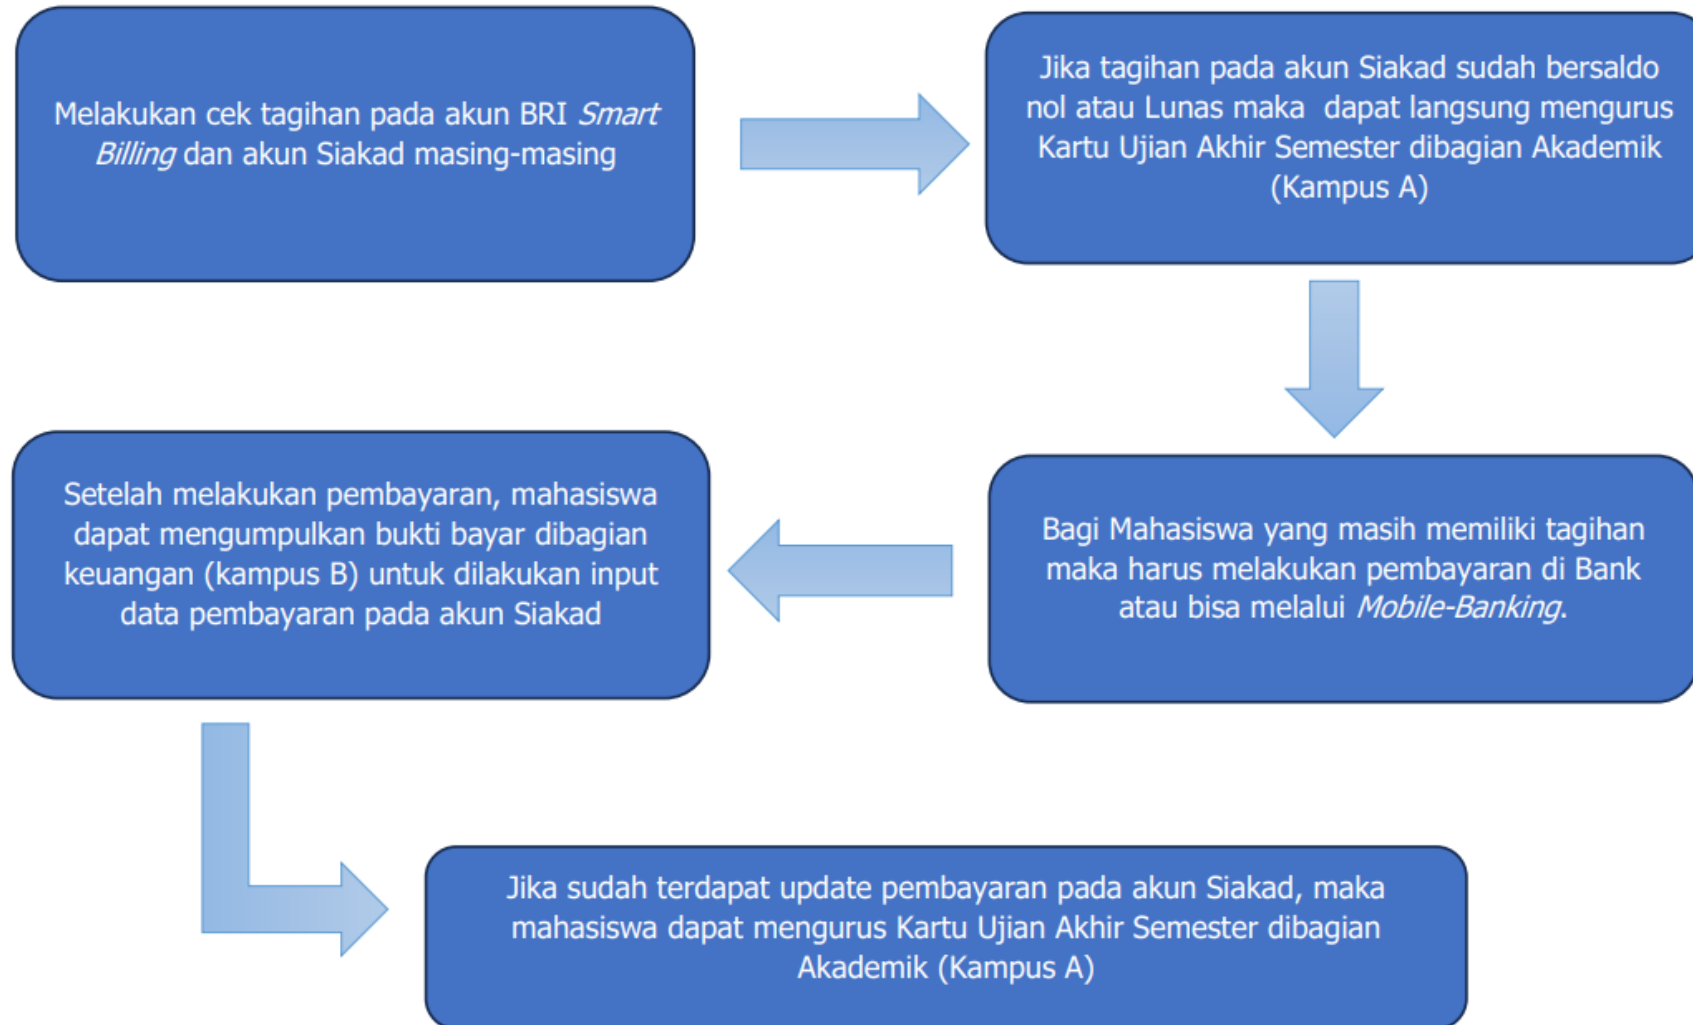 Melakukan cek tagihan pada akun BRI Smart
Billing dan akun Siakad masing-masing
Jika tagihan pada akun Siakad sudah bersaldo
nol atau Lunas maka  dapat langsung mengurus
Kartu Ujian Akhir Semester dibagian Akademik
(Kampus A)
Bagi Mahasiswa yang masih memiliki tagihan
maka harus melakukan pembayaran di Bank
atau bisa melalui Mobile-Banking.
Setelah melakukan pembayaran, mahasiswa
dapat mengumpulkan bukti bayar dibagian
keuangan (kampus B) untuk dilakukan input
data pembayaran pada akun Siakad
Jika sudah terdapat update pembayaran pada akun Siakad, maka
mahasiswa dapat mengurus Kartu Ujian Akhir Semester dibagian
Akademik (Kampus A)